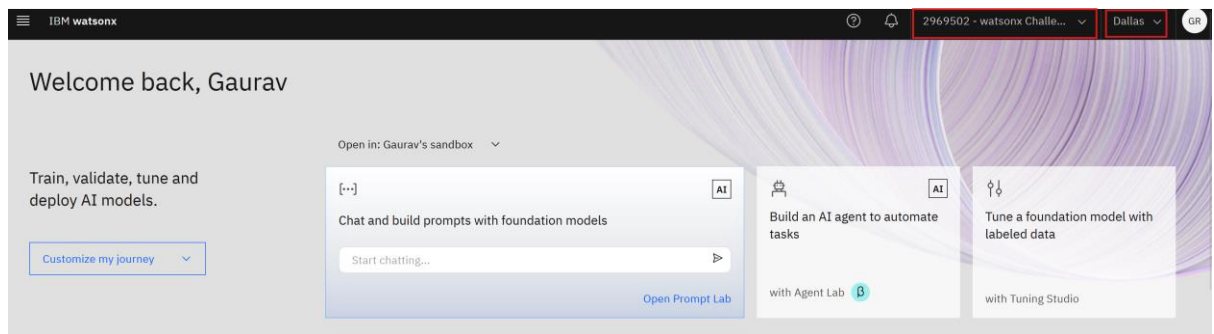 IBM watsonx
2969502 - watsonx Challe...
Dallas
GR
Welcome back, Gaurav
Open in: Gaurav's sandbox
Train, validate, tune and
deploy AI models.
Customize my journey
[...]
AI
Chat and build prompts with foundation models
Start chatting...
Open Prompt Lab
AI
Build an AI agent to automate
tasks
with Agent Lab β
Tune a foundation model with
labeled data
with Tuning Studio